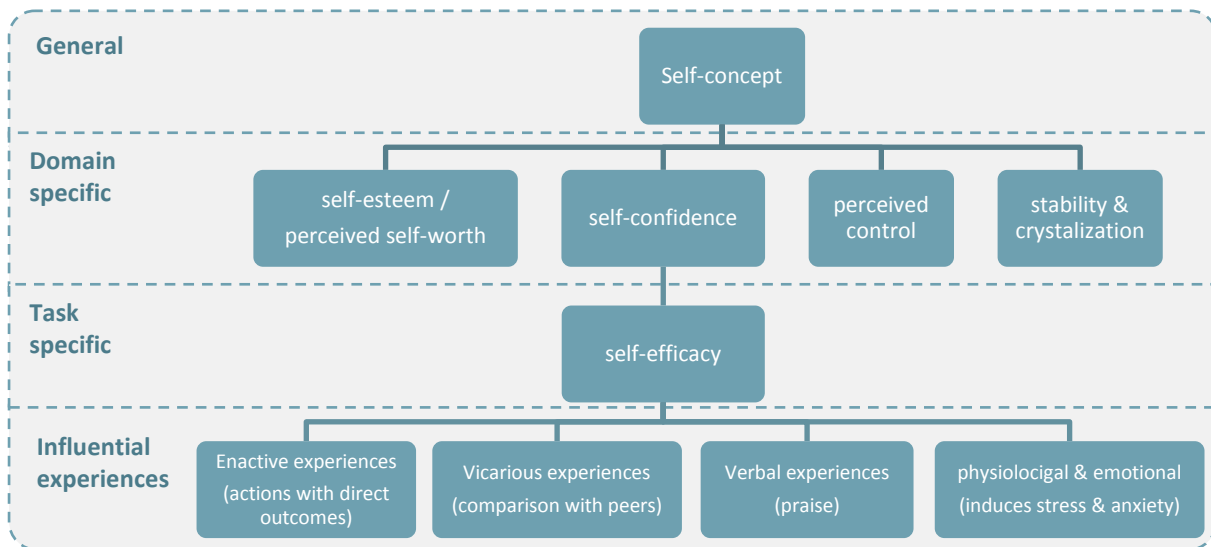 General
Self-concept
Domain
specific
self-esteem /
perceived self-worth
self-confidence
perceived
control
stability &
crystalization
Task
specific
self-efficacy
Influential
experiences
Enactive experiences
(actions with direct
outcomes)
Vicarious experiences
(comparison with peers)
Verbal experiences
(praise)
physiolocigal & emotional
(induces stress & anxiety)